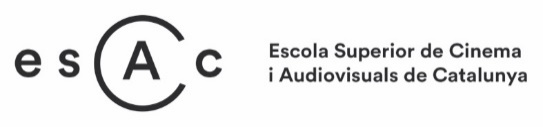 esAc
Escola Superior de Cinema
i Audiovisuals de Catalunya